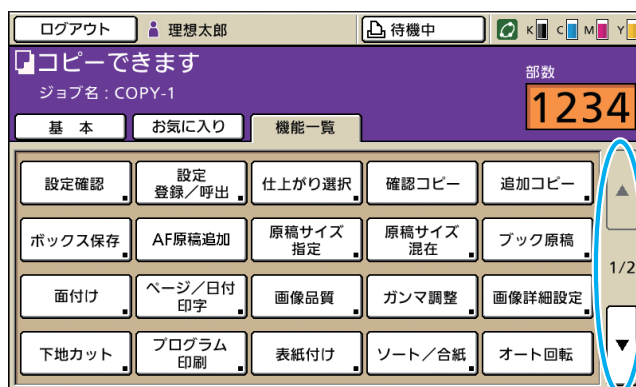 ログアウト 理想太郎 待機中 K C M Y
コピーできます
ジョブ名：COPY-1
部数
1234
基 本 お気に入り 機能一覧
設定確認 設定 登録／呼出 仕上がり選択 確認コピー 追加コピー
ボックス保存 AF原稿追加 原稿サイズ 指定 原稿サイズ 混在 ブック原稿
1/2
面付け ページ／日付 印字 画像品質 ガンマ調整 画像詳細設定
下地カット プログラム 印刷 表紙付け ソート／合紙 オート回転